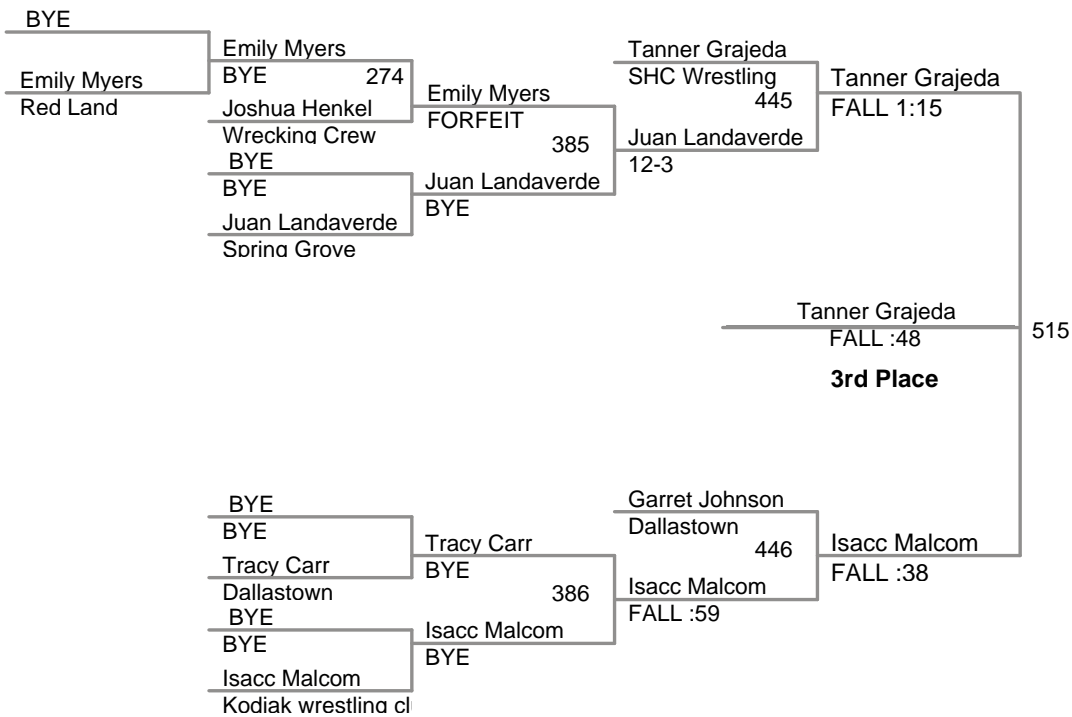 BYE
Emily Myers
Red Land
Emily Myers
BYE
274
Joshua Henkel
Wrecking Crew
BYE
BYE
Juan Landaverde
Spring Grove
Emily Myers
FORFEIT
385
Juan Landaverde
BYE
Tanner Grajeda
SHC Wrestling
445
Juan Landaverde
12-3
Tanner Grajeda
FALL 1:15
Tanner Grajeda
FALL :48
3rd Place
515
BYE
BYE
Tracy Carr
Dallastown
BYE
BYE
Isacc Malcom
Kodiak wrestling cl
Tracy Carr
BYE
386
Isacc Malcom
BYE
Garret Johnson
Dallastown
446
Isacc Malcom
FALL :59
Isacc Malcom
FALL :38